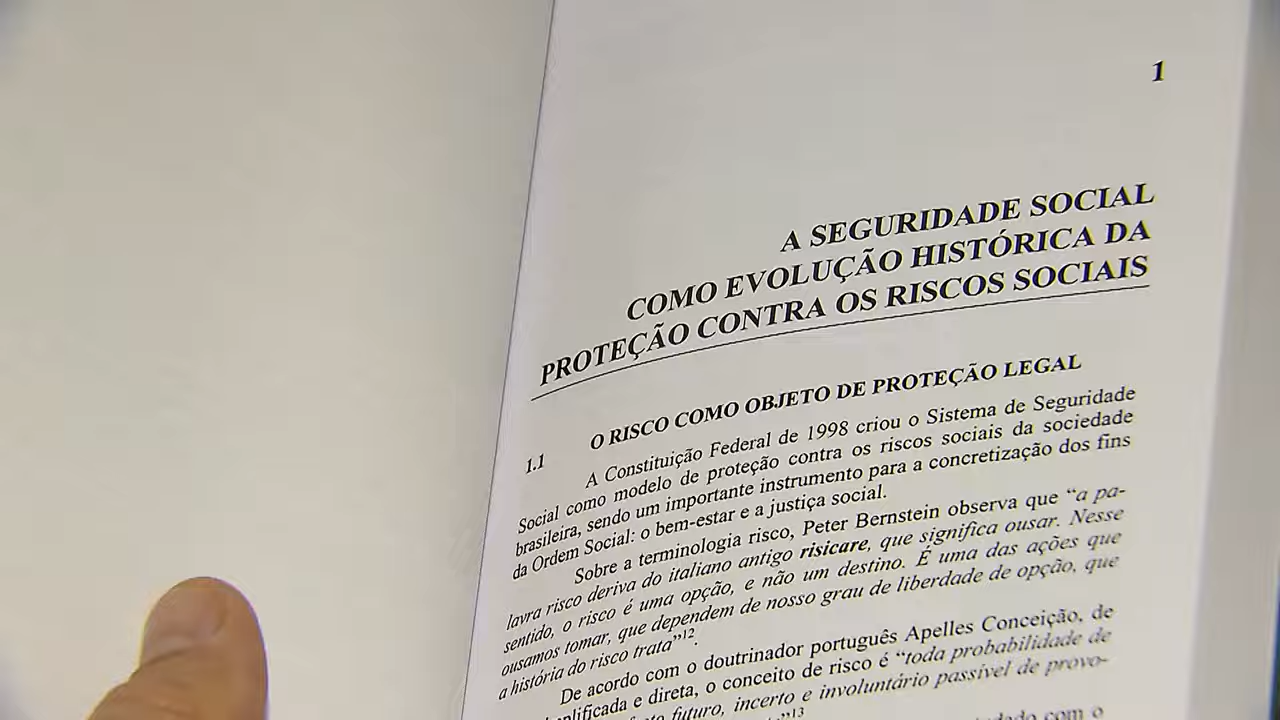 1
A SEGURIDADE SOCIAL
COMO EVOLUÇÃO HISTÓRICA DA
PROTEÇÃO CONTRA OS RISCOS SOCIAIS
1.1 O RISCO COMO OBJETO DE PROTEÇÃO LEGAL
A Constituição Federal de 1998 criou o Sistema de Seguridade
Social como modelo de proteção contra os riscos sociais da sociedade
brasileira, sendo um importante instrumento para a concretização dos fins
da Ordem Social: o bem-estar e a justiça social.
Sobre a terminologia risco, Peter Bernstein observa que “a pa-
lavra risco deriva do italiano antigo risicare, que significa ousar. Nesse
sentido, o risco é uma opção, e não um destino. É uma das ações que
ousamos tomar, que dependem de nosso grau de liberdade de opção, que
a história do risco trata”12.
De acordo com o doutrinador português Apelles Conceição, de
plificada e direta, o conceito de risco é “toda probabilidade de
futuro, incerto e involuntário passível de provo-
”13
com o